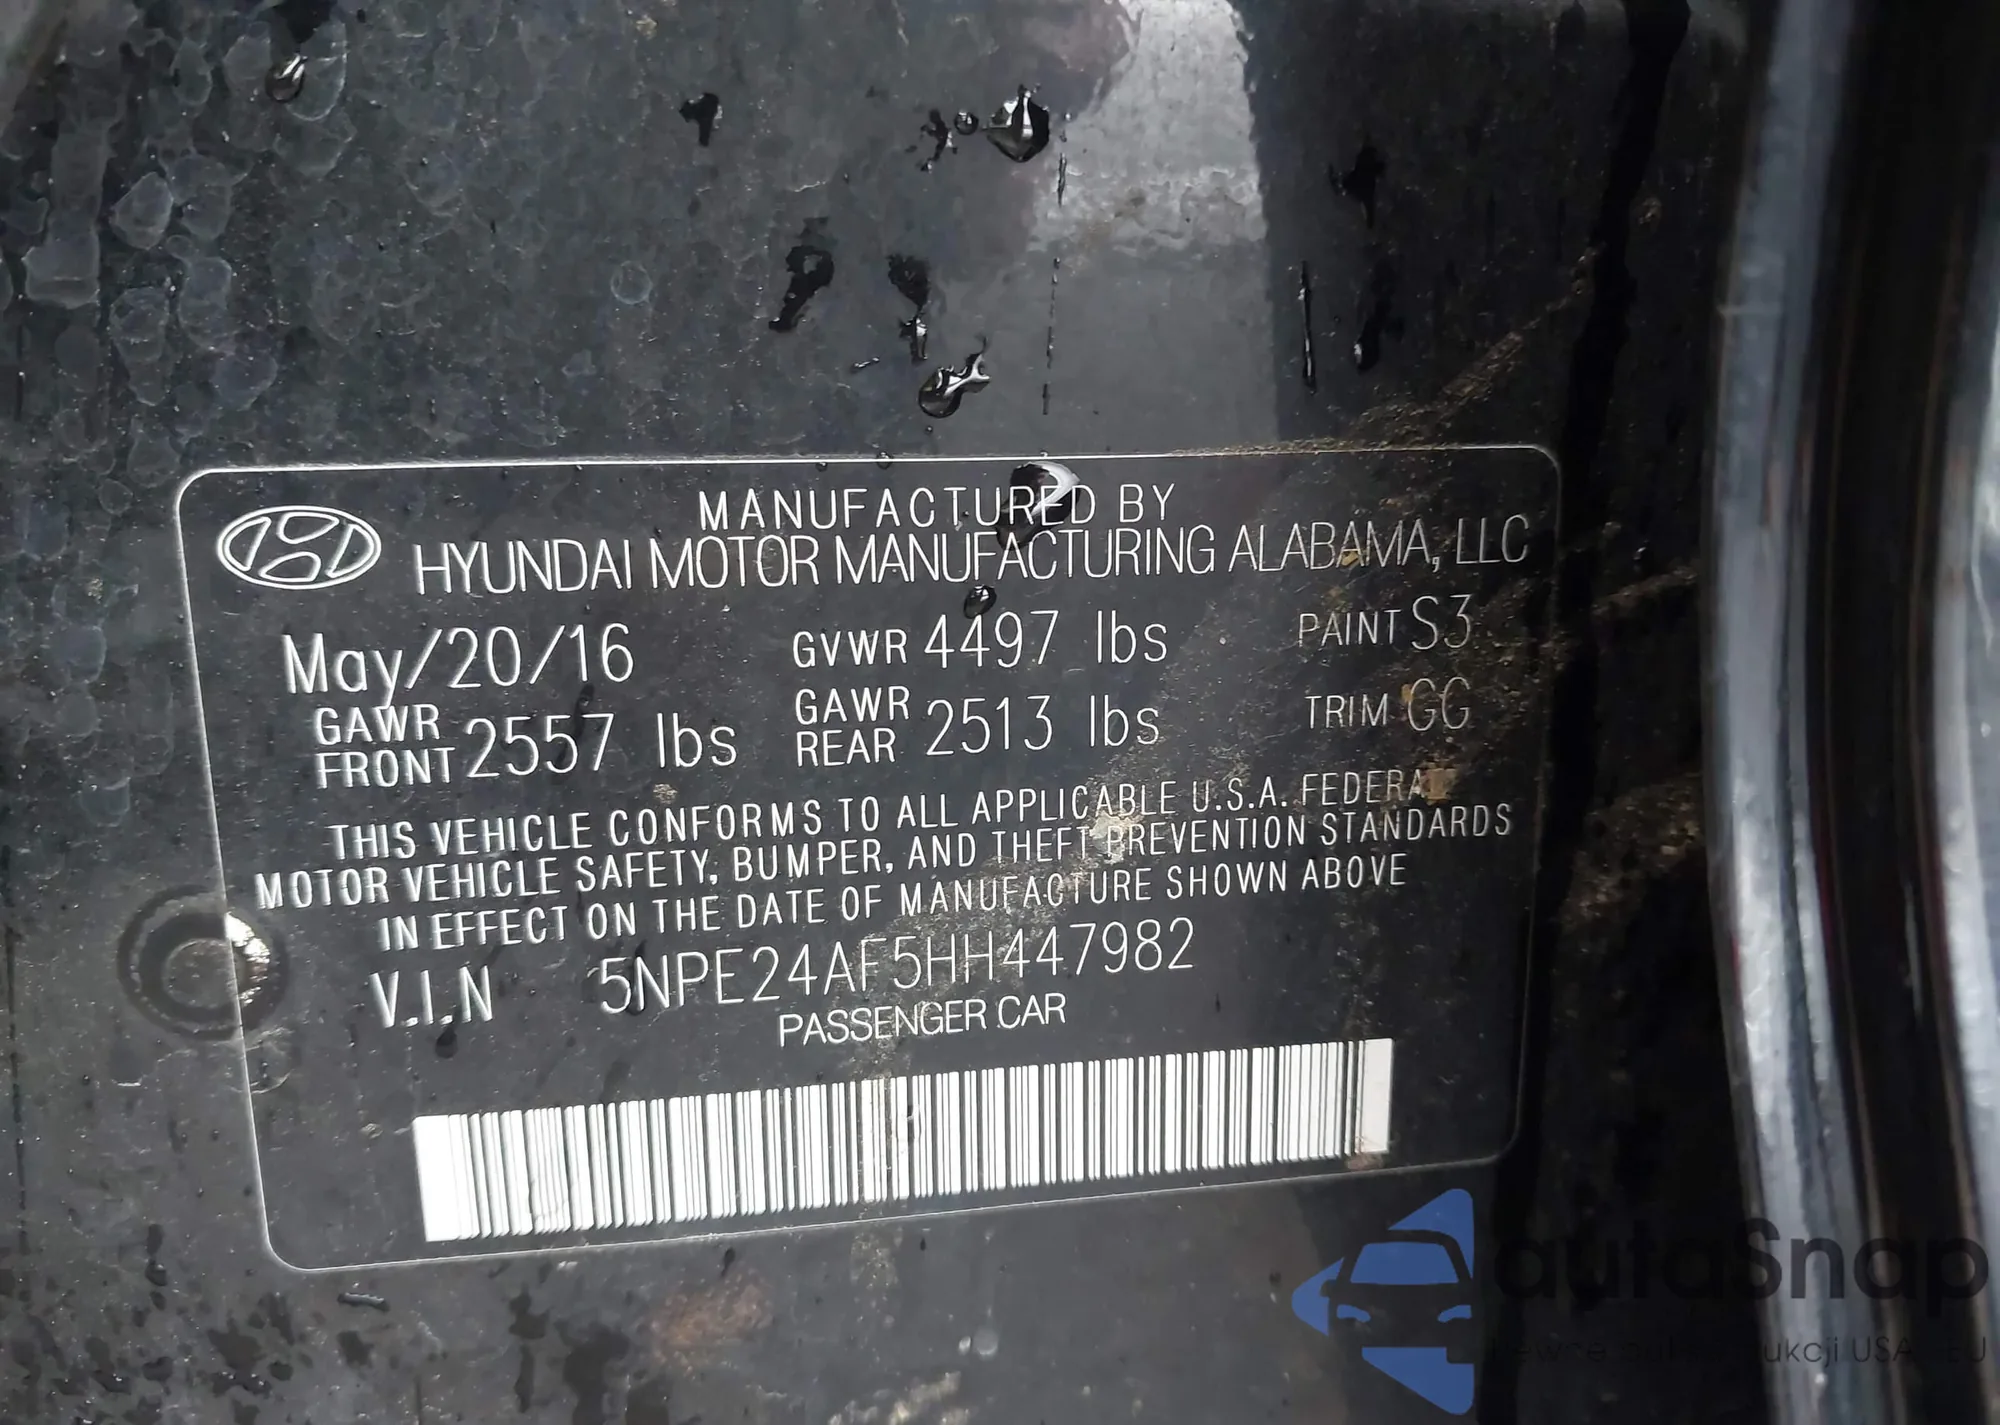 MANUFACTURED BY
HYUNDAI MOTOR MANUFACTURING ALABAMA, LLC
May/20/16 GVWR 4497 lbs PAINT S3
GAWR FRONT 2557 lbs GAWR REAR 2513 lbs TRIM GG
THIS VEHICLE CONFORMS TO ALL APPLICABLE U.S.A. FEDERAL
MOTOR VEHICLE SAFETY, BUMPER, AND THEFT PREVENTION STANDARDS
IN EFFECT ON THE DATE OF MANUFACTURE SHOWN ABOVE
V.I.N 5NPE24AF5HH447982
PASSENGER CAR
autoSnap
USA